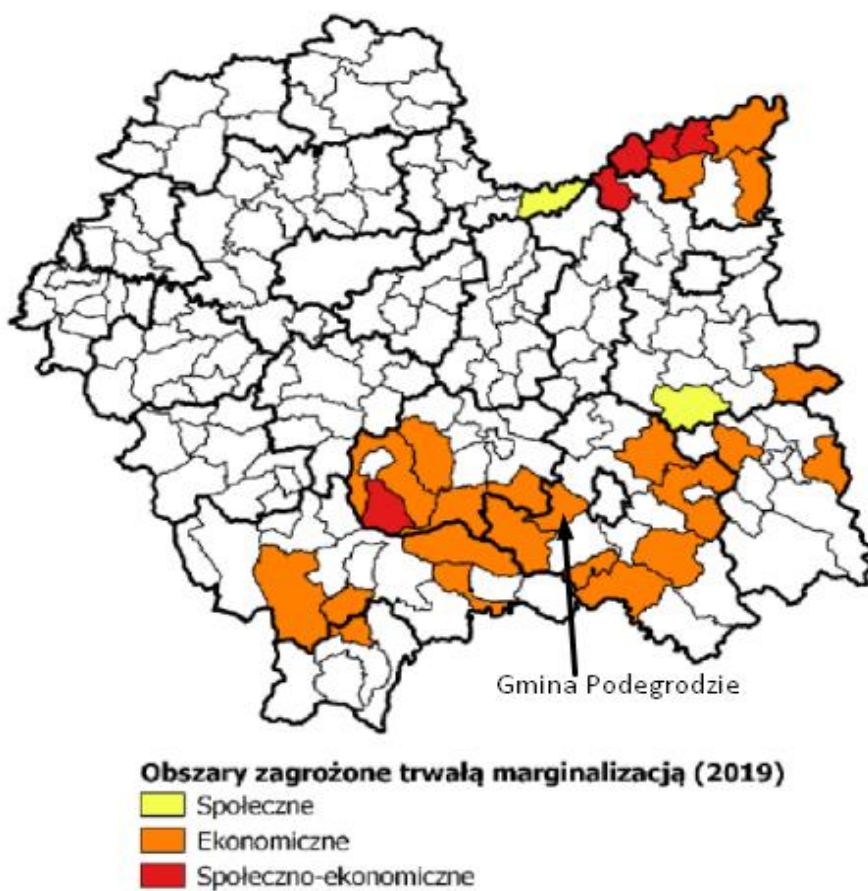 Gmina Podegrodzie
Obszary zagrożone trwałą marginalizacją (2019)
Społeczne
Ekonomiczne
Społeczno-ekonomiczne